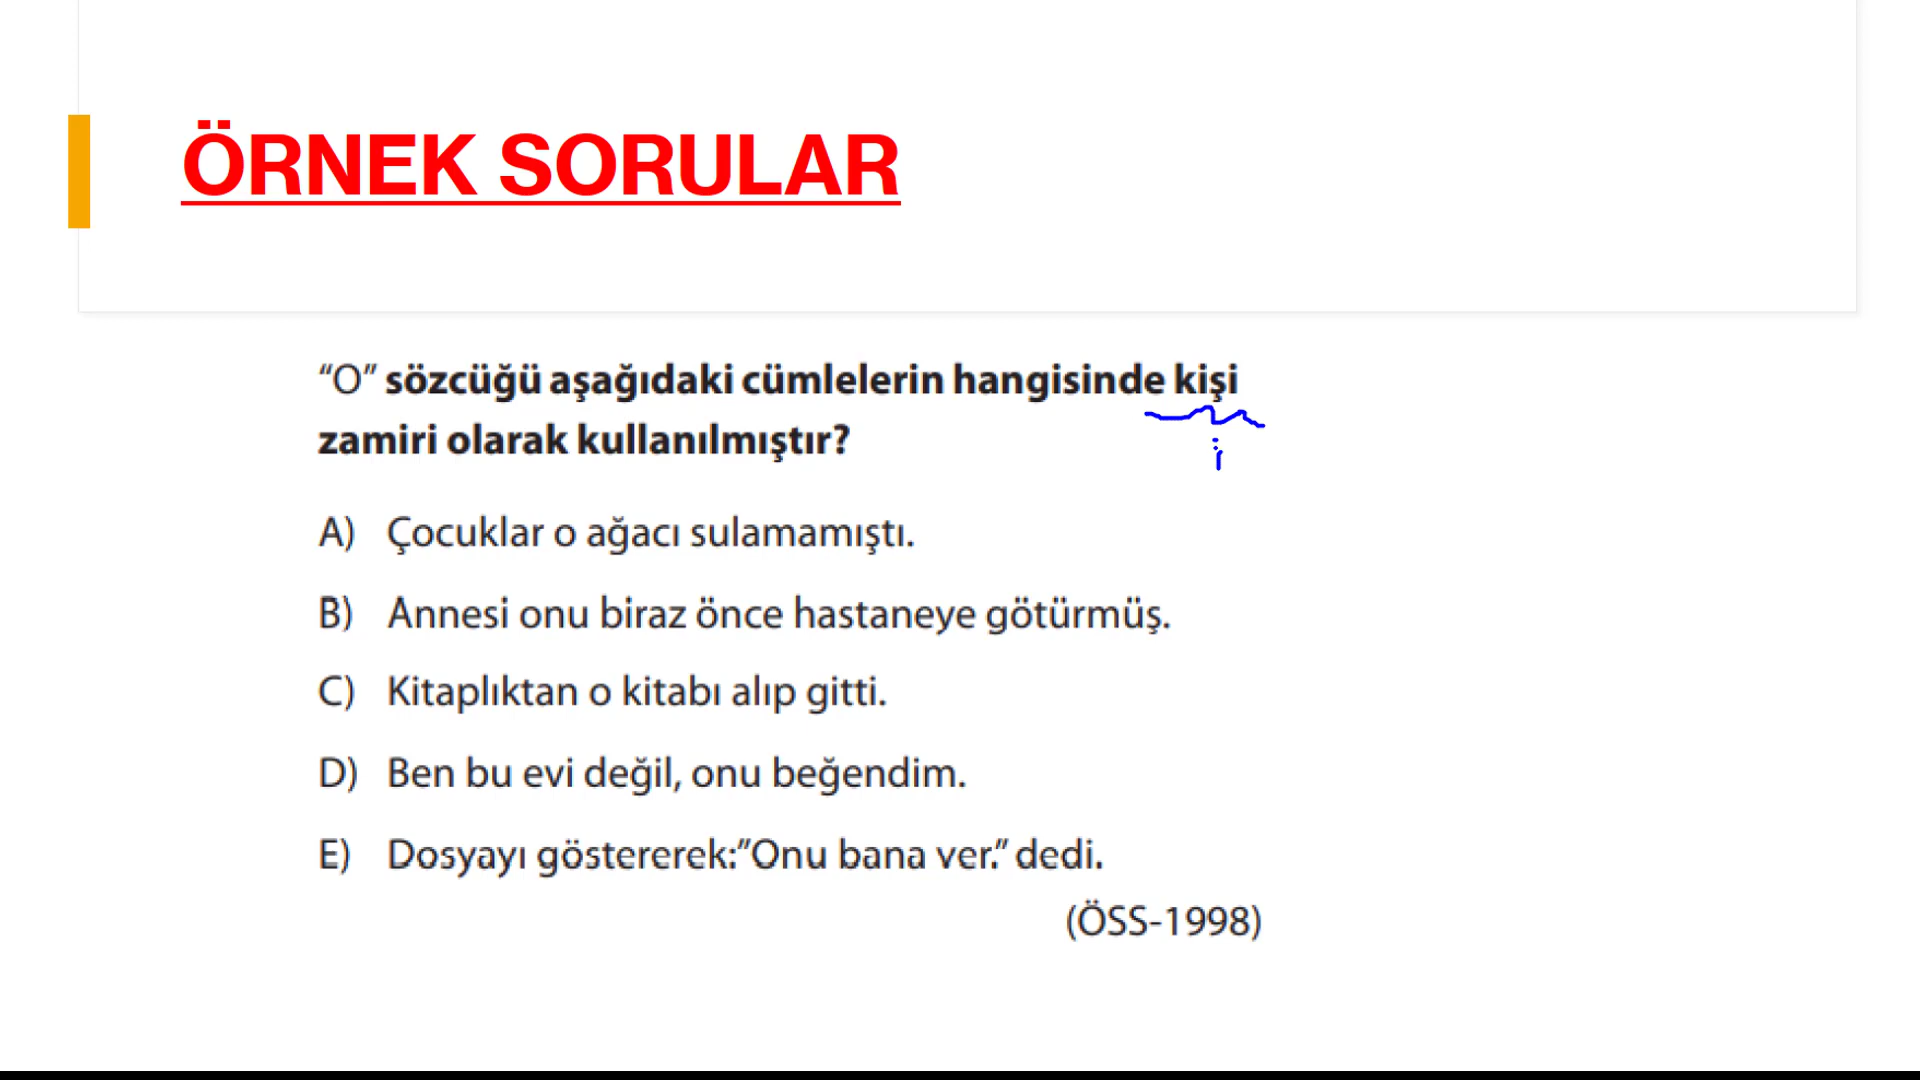 ÖRNEK SORULAR
“O” sözcüğü aşağıdaki cümlelerin hangisinde kişi
zamiri olarak kullanılmıştır?
i
A) Çocuklar o ağacı sulamamıştı.
B) Annesi onu biraz önce hastaneye götürmüş.
C) Kitaplıktan o kitabı alıp gitti.
D) Ben bu evi değil, onu beğendim.
E) Dosyayı göstererek:”Onu bana ver.” dedi.
(ÖSS-1998)